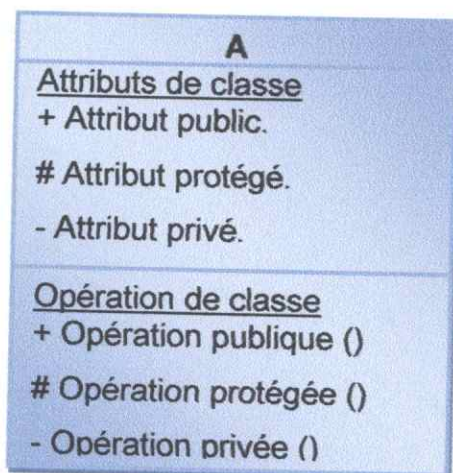 A
Attributs de classe
+ Attribut public.
# Attribut protégé.
- Attribut privé.
Opération de classe
+ Opération publique ()
# Opération protégée ()
- Opération privée ()